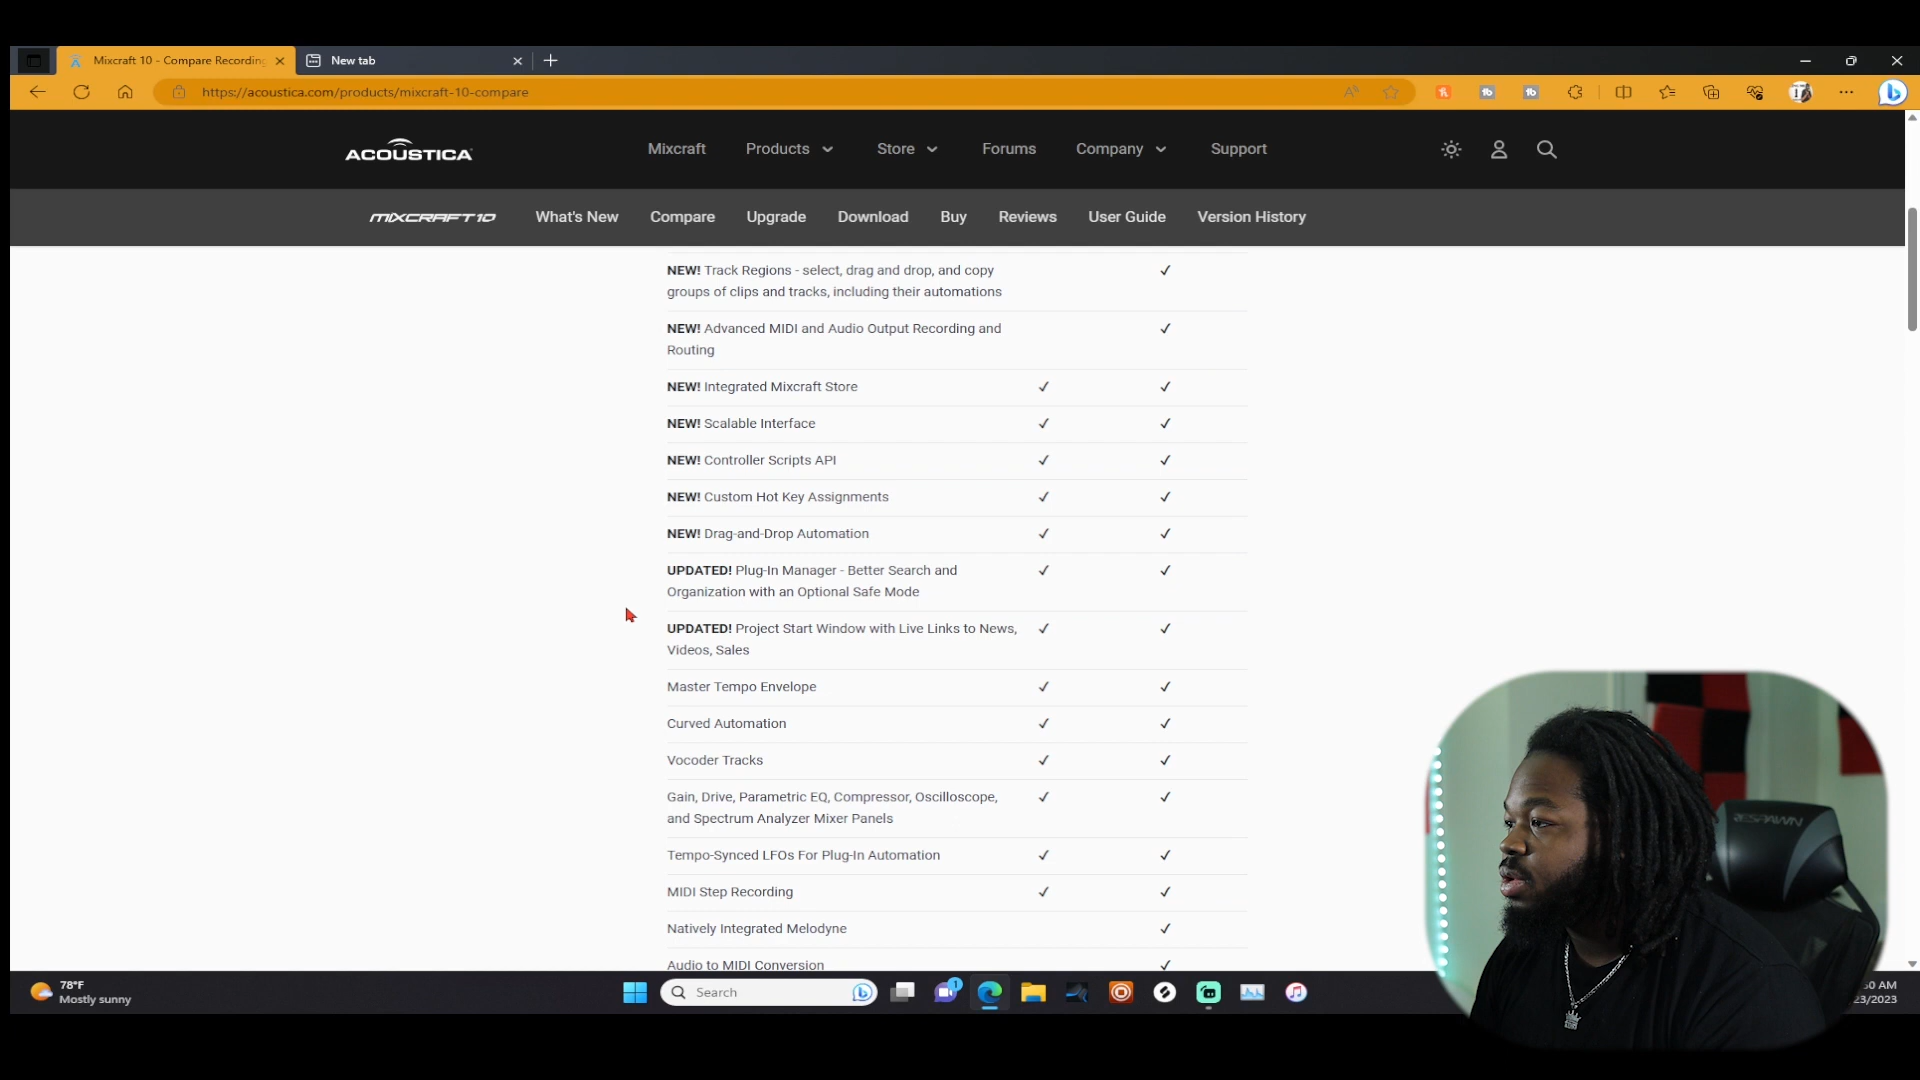 Mixcraft 10 - Compare Recording
New tab
https://acoustica.com/products/mixcraft-10-compare
ACOUSTICA
Mixcraft
Products
Store
Forums
Company
Support
MIXCRAFT10
What's New
Compare
Upgrade
Download
Buy
Reviews
User Guide
Version History
NEW! Track Regions - select, drag and drop, and copy
groups of clips and tracks, including their automations
NEW! Advanced MIDI and Audio Output Recording and
Routing
NEW! Integrated Mixcraft Store
NEW! Scalable Interface
NEW! Controller Scripts API
NEW! Custom Hot Key Assignments
NEW! Drag-and-Drop Automation
UPDATED! Plug-In Manager - Better Search and
Organization with an Optional Safe Mode
UPDATED! Project Start Window with Live Links to News,
Videos, Sales
Master Tempo Envelope
Curved Automation
Vocoder Tracks
Gain, Drive, Parametric EQ, Compressor, Oscilloscope,
and Spectrum Analyzer Mixer Panels
Tempo-Synced LFOs For Plug-In Automation
MIDI Step Recording
Natively Integrated Melodyne
Audio to MIDI Conversion
RESPAWN
78°F
Mostly sunny
Search
1
0 AM
23/2023